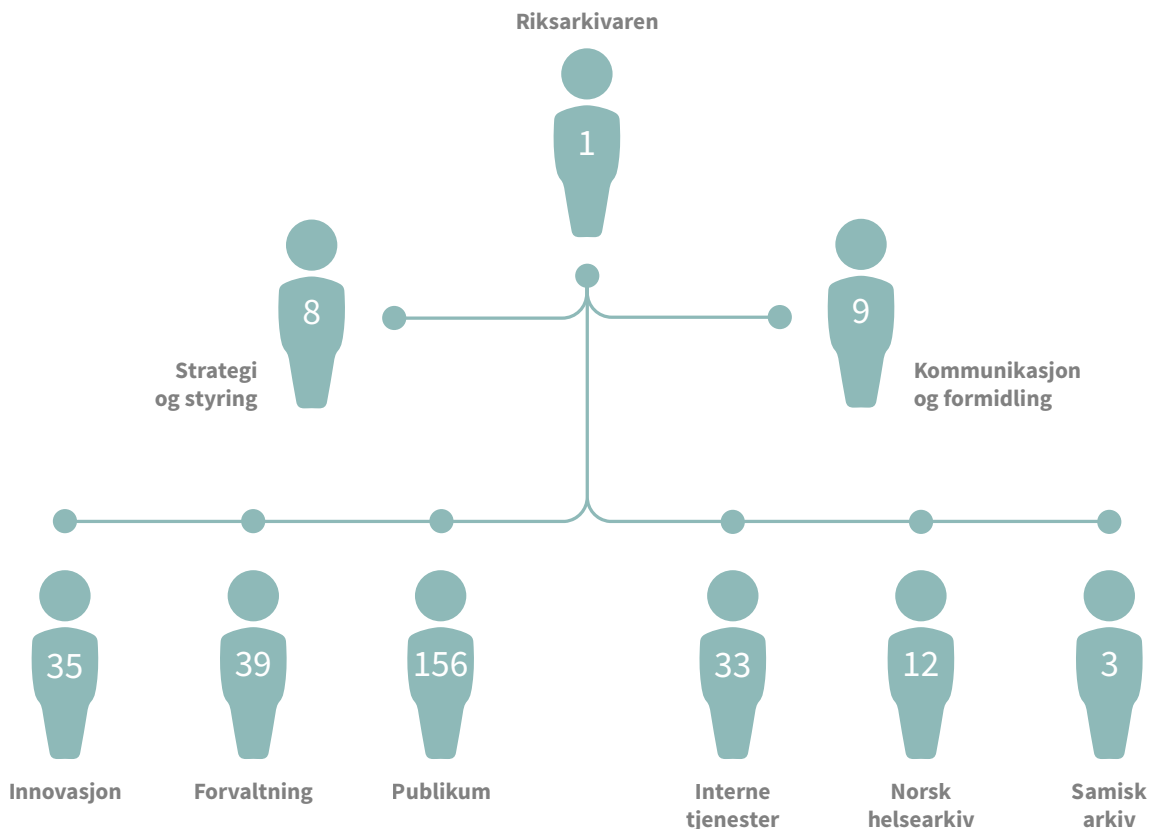 Riksarkivaren
1
8
9
Strategi
og styring
Kommunikasjon
og formidling
35
39
156
33
12
3
Innovasjon
Forvaltning
Publikum
Interne
tjenester
Norsk
helsearkiv
Samisk
arkiv